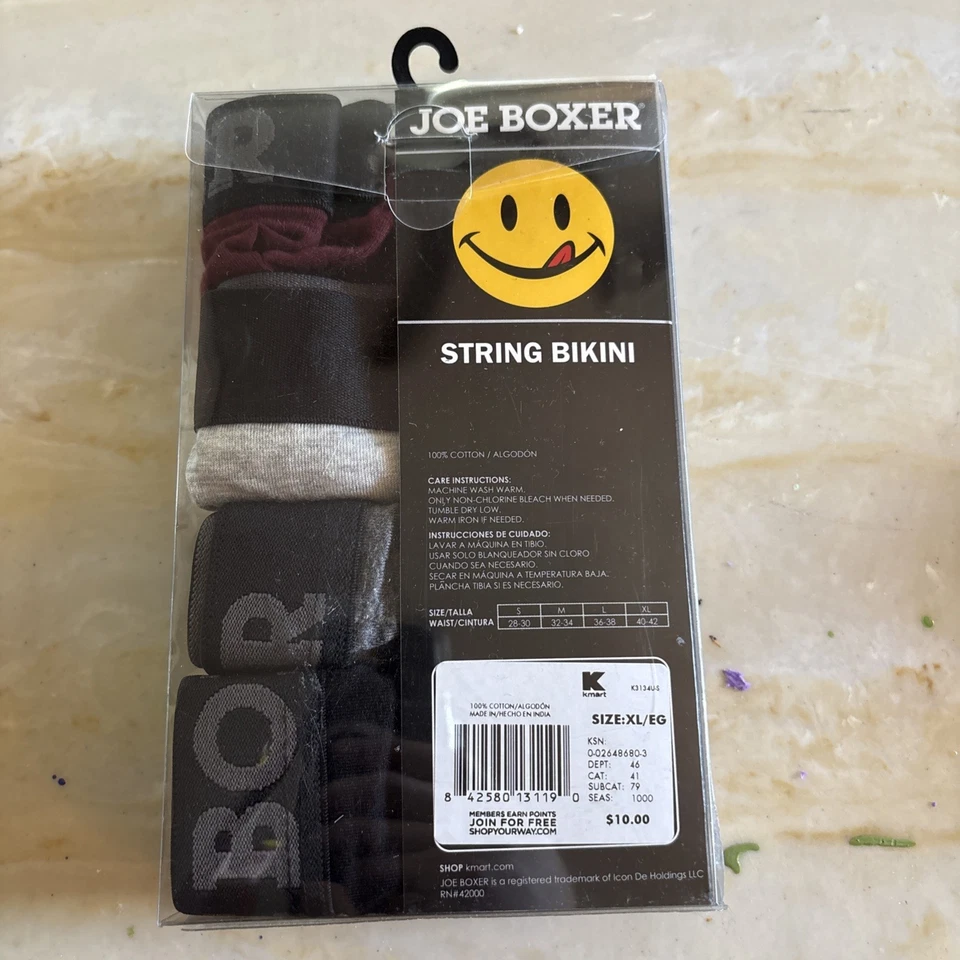 JOE BOXER®
STRING BIKINI
100% COTTON / ALGODÓN
CARE INSTRUCTIONS:
MACHINE WASH WARM.
ONLY NON-CHLORINE BLEACH WHEN NEEDED.
TUMBLE DRY LOW.
WARM IRON IF NEEDED.
INSTRUCCIONES DE CUIDADO:
LAVAR A MÁQUINA EN TIBIO.
USAR SOLO BLANQUEADOR SIN CLORO
CUANDO SEA NECESARIO.
SECAR EN MÁQUINA A TEMPERATURA BAJA.
PLÁNCHA TIBIA SI ES NECESARIO.
SIZE/TALLA S M L XL
WAIST/CINTURA 28-30 32-34 36-38 40-42
K
kmart
K3134U-S
100% COTTON/ALGODÓN
MADE IN/HECHO EN INDIA
SIZE:XL/EG
KSN:
0-02648680-3
DEPT: 46
CAT: 41
SUBCAT: 79
SEAS: 1000
$10.00
8 42580 13119 0
MEMBERS EARN POINTS
JOIN FOR FREE
SHOPYOURWAY.COM
SHOP kmart.com
JOE BOXER is a registered trademark of Icon De Holdings LLC
RN#42000
R
R
BO